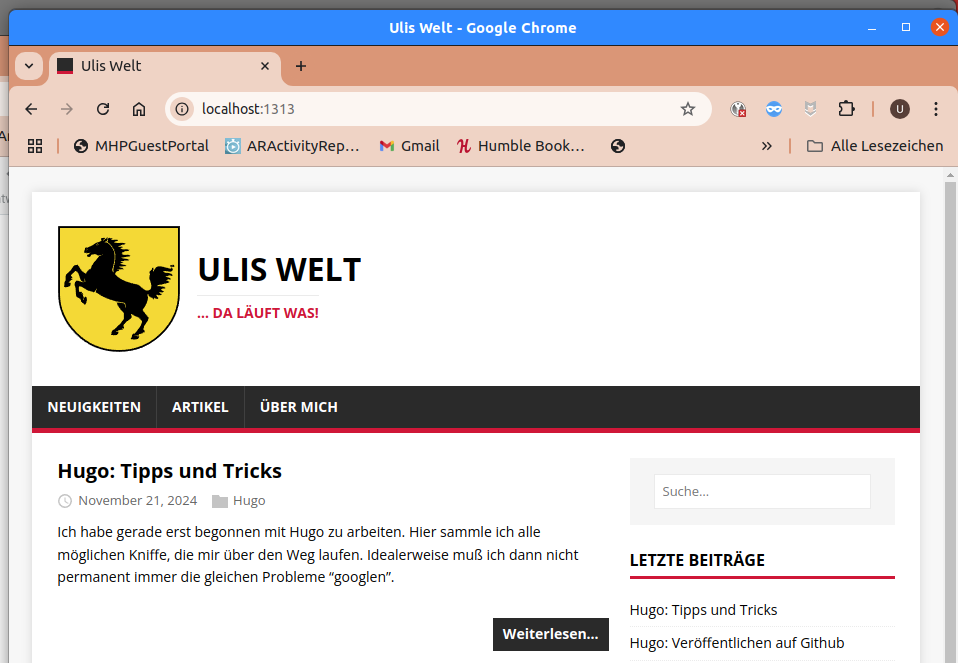 Ulis Welt - Google Chrome
Ulis Welt
localhost:1313
U
MHPGuestPortal
ARActivityRep…
Gmail
Humble Book…
Alle Lesezeichen
ULIS WELT
... DA LÄUFT WAS!
NEUIGKEITEN
ARTIKEL
ÜBER MICH
Hugo: Tipps und Tricks
November 21, 2024
Hugo
Ich habe gerade erst begonnen mit Hugo zu arbeiten. Hier sammle ich alle
möglichen Kniffe, die mir über den Weg laufen. Idealerweise muß ich dann nicht
permanent immer die gleichen Probleme “googlen”.
Weiterlesen...
Suche...
LETZTE BEITRÄGE
Hugo: Tipps und Tricks
Hugo: Veröffentlichen auf Github